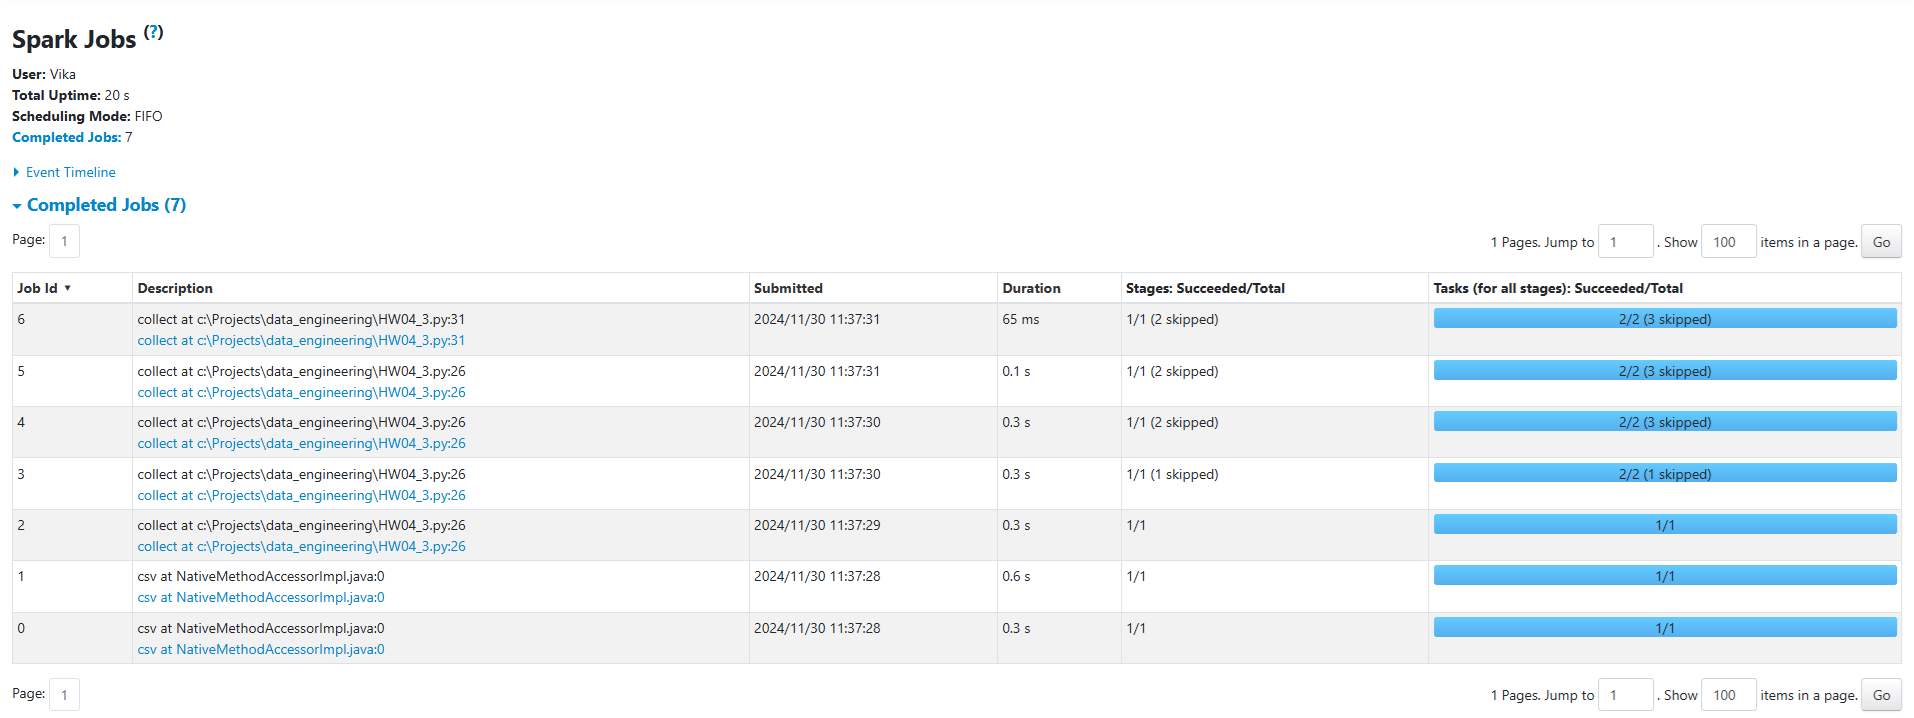 Spark Jobs (?)
User: Vika
Total Uptime: 20 s
Scheduling Mode: FIFO
Completed Jobs: 7
Event Timeline
Completed Jobs (7)
Page: 1 1 Pages. Jump to 1 . Show 100 items in a page. Go
Job Id ▾ Description Submitted Duration Stages: Succeeded/Total Tasks (for all stages): Succeeded/Total
6 collect at c:\Projects\data_engineering\HW04_3.py:31 2024/11/30 11:37:31 65 ms 1/1 (2 skipped) 2/2 (3 skipped)
collect at c:\Projects\data_engineering\HW04_3.py:31
5 collect at c:\Projects\data_engineering\HW04_3.py:26 2024/11/30 11:37:31 0.1 s 1/1 (2 skipped) 2/2 (3 skipped)
collect at c:\Projects\data_engineering\HW04_3.py:26
4 collect at c:\Projects\data_engineering\HW04_3.py:26 2024/11/30 11:37:30 0.3 s 1/1 (2 skipped) 2/2 (3 skipped)
collect at c:\Projects\data_engineering\HW04_3.py:26
3 collect at c:\Projects\data_engineering\HW04_3.py:26 2024/11/30 11:37:30 0.3 s 1/1 (1 skipped) 2/2 (1 skipped)
collect at c:\Projects\data_engineering\HW04_3.py:26
2 collect at c:\Projects\data_engineering\HW04_3.py:26 2024/11/30 11:37:29 0.3 s 1/1 1/1
collect at c:\Projects\data_engineering\HW04_3.py:26
1 csv at NativeMethodAccessorImpl.java:0 2024/11/30 11:37:28 0.6 s 1/1 1/1
csv at NativeMethodAccessorImpl.java:0
0 csv at NativeMethodAccessorImpl.java:0 2024/11/30 11:37:28 0.3 s 1/1 1/1
csv at NativeMethodAccessorImpl.java:0
Page: 1 1 Pages. Jump to 1 . Show 100 items in a page. Go